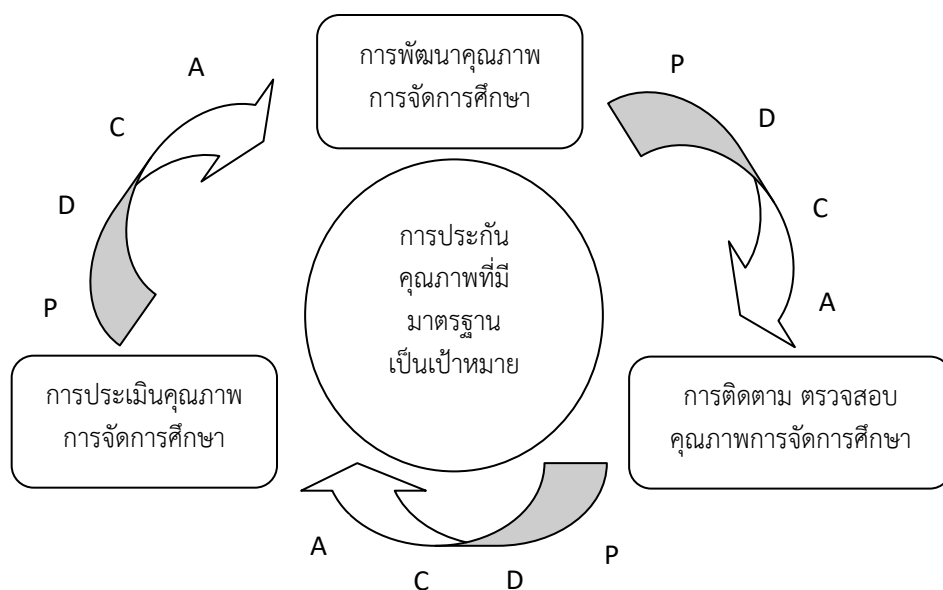 การพัฒนาคุณภาพ
การจัดการศึกษา
P
D
C
A
การติดตาม ตรวจสอบ
คุณภาพการจัดการศึกษา
P
D
C
A
การประเมินคุณภาพ
การจัดการศึกษา
P
D
C
A
การประกัน
คุณภาพที่มี
มาตรฐาน
เป็นเป้าหมาย